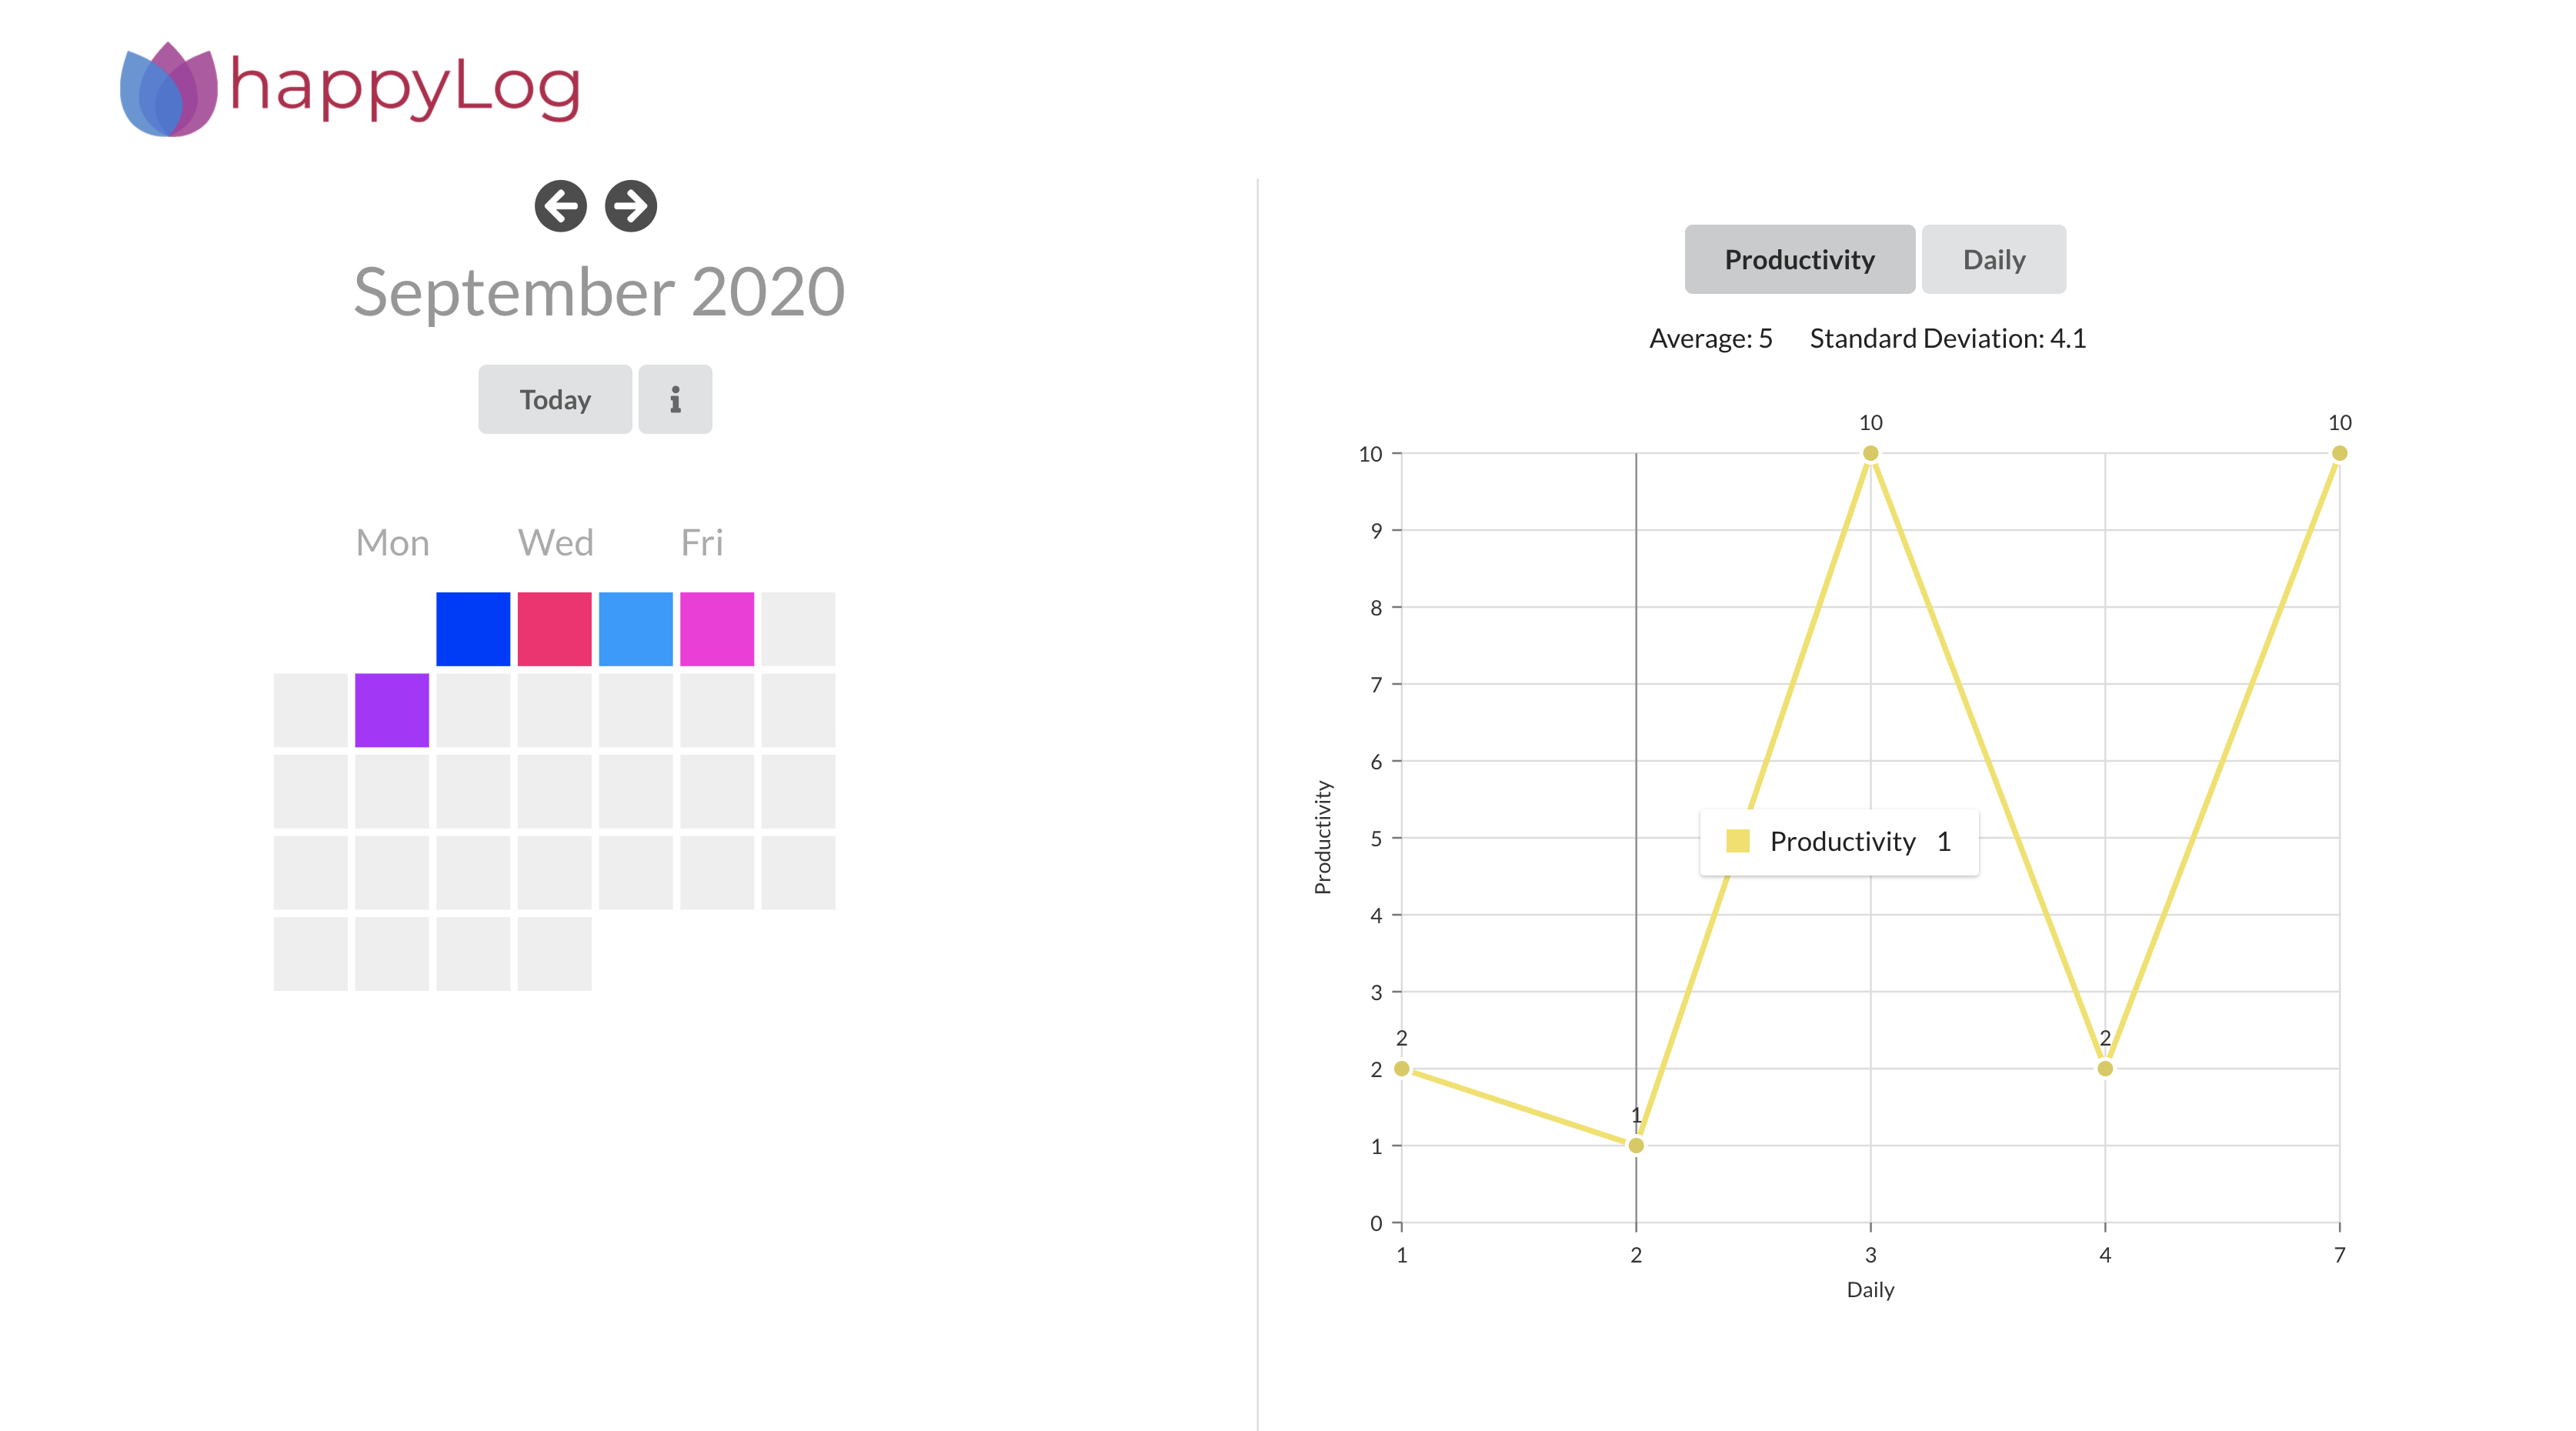 happyLog
September 2020
Today
Mon Wed Fri
Productivity Daily
Average: 5 Standard Deviation: 4.1
10 10
10
9
8
7
6
5
4
3
2
1
0
Productivity
Productivity 1
2
2
1
1 2 3 4 7
Daily